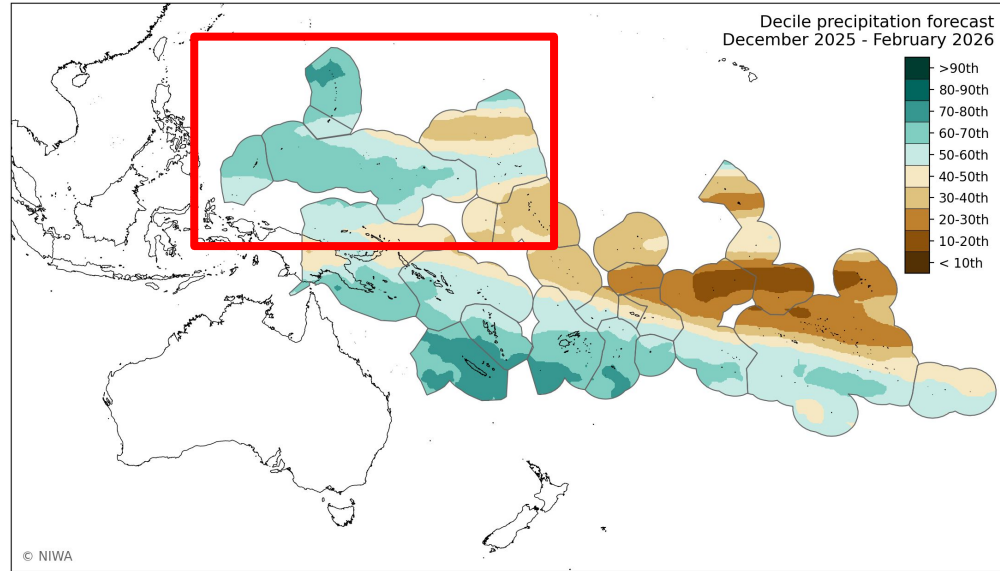 Decile precipitation forecast
December 2025 - February 2026
>90th
80-90th
70-80th
60-70th
50-60th
40-50th
30-40th
20-30th
10-20th
< 10th
© NIWA